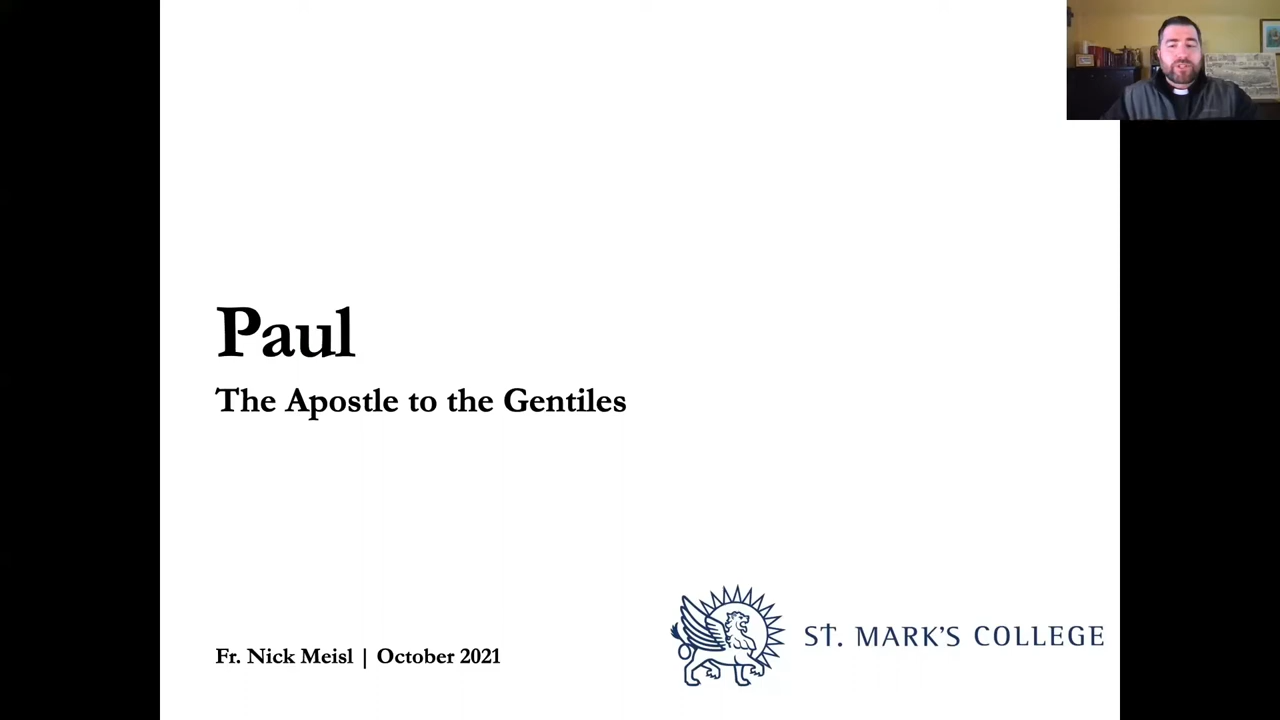 Paul
The Apostle to the Gentiles
Fr. Nick Meisl | October 2021
ST. MARK'S COLLEGE